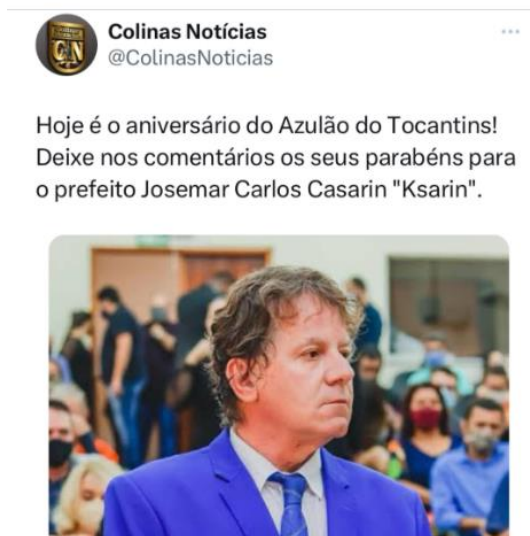 Colinas Notícias
@ColinasNoticias
Hoje é o aniversário do Azulão do Tocantins!
Deixe nos comentários os seus parabéns para
o prefeito Josemar Carlos Casarin "Ksarin".